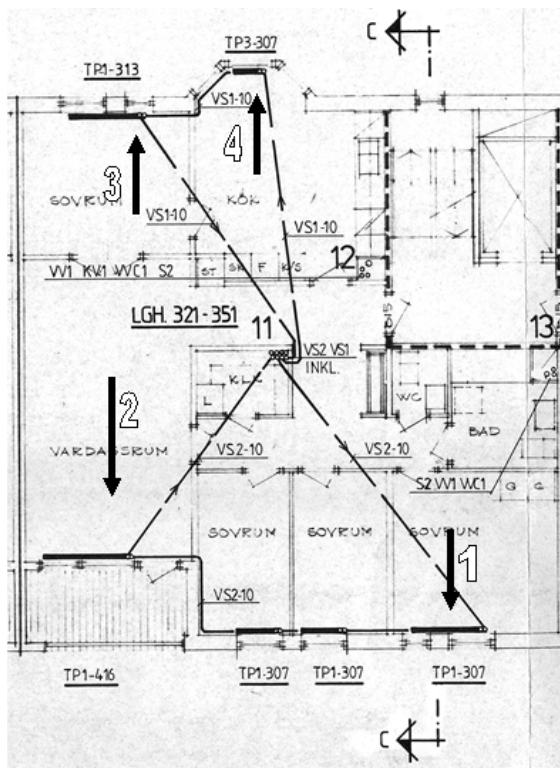 C
TP3-307
TP1-313
VS1-10
4
3
SOVRUM
KÖK
VS1-10
VS1-10
12
VV1 KV1 VVC1 S2
ST
SK
F
K/S
LGH. 321-351
11
13
VS2 VS1
INKL.
KLK
L
WC
2
BAD
VARDAGSRUM
VS2-10
VS2-10
S2 VV1 VVC1
G
G
SOVRUM
SOVRUM
SOVRUM
1
VS2-10
TP1-416
TP1-307
TP1-307
TP1-307
C